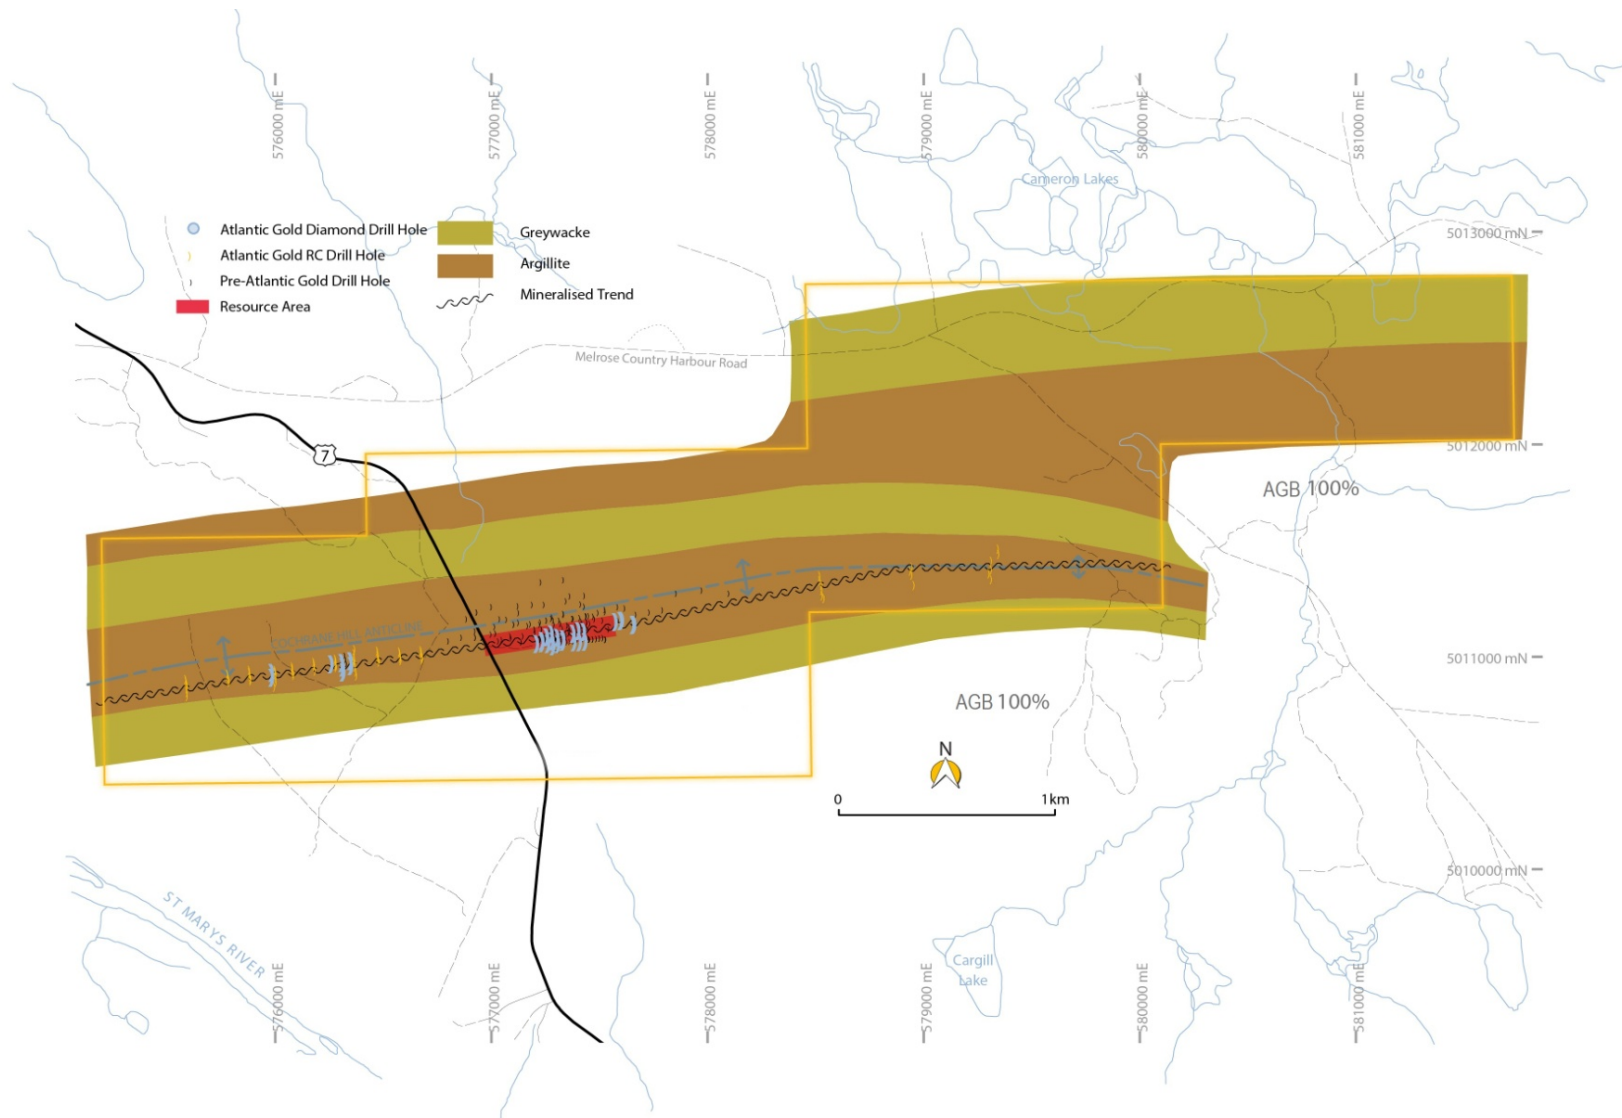 576000 mE
577000 mE
578000 mE
579000 mE
580000 mE
581000 mE
Cameron Lakes
Atlantic Gold Diamond Drill Hole
Atlantic Gold RC Drill Hole
Pre-Atlantic Gold Drill Hole
Resource Area
Greywacke
Argillite
Mineralised Trend
5013000 mN
Melrose Country Harbour Road
7
5012000 mN
AGB 100%
COCHRANE HILL ANTICLINE
5011000 mN
AGB 100%
N
0
1km
5010000 mN
ST MARYS RIVER
Cargill
Lake
576000 mE
577000 mE
578000 mE
579000 mE
580000 mE
581000 mE